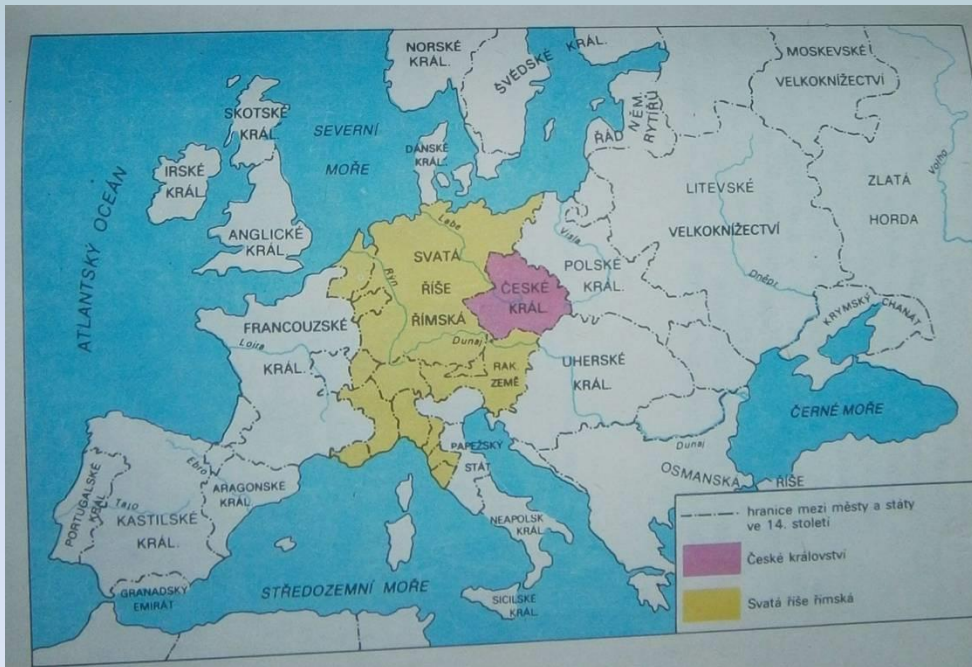 NORSKÉ
KRÁL.
ŠVÉDSKÉ KRÁL.
MOSKEVSKÉ
VELKOKNÍŽECTVÍ
SKOTSKÉ
KRÁL.
SEVERNÍ
MOŘE
DÁNSKÉ
KRÁL.
ŘÁD
NĚM.
RYTÍŘŮ
IRSKÉ
KRÁL.
ANGLICKÉ
KRÁL.
ATLANTSKÝ OCEÁN
LITEVSKÉ
VELKOKNÍŽECTVÍ
ZLATÁ
HORDA
Volha
Labe
Visla
Rýn
SVATÁ
ŘÍŠE
ŘÍMSKÁ
ČESKÉ
KRÁL.
POLSKÉ
KRÁL.
Dněpr
KRYMSKÝ CHANÁT
FRANCOUZSKÉ
KRÁL.
Loira
Dunaj
RAK.
ZEMĚ
UHERSKÉ
KRÁL.
ČERNÉ MOŘE
Dunaj
PAPEŽSKÝ
STÁT
OSMANSKÁ ŘÍŠE
PORTUGALSKÉ
KRÁL.
Ebro
ARAGONSKÉ
KRÁL.
Tajo
KASTILSKÉ
KRÁL.
NEAPOLSK.
KRÁL.
GRANADSKÝ
EMIRÁT
STŘEDOZEMNÍ MOŘE
SICILSKÉ
KRÁL.
hranice mezi městy a státy
ve 14. století
České království
Svatá říše římská